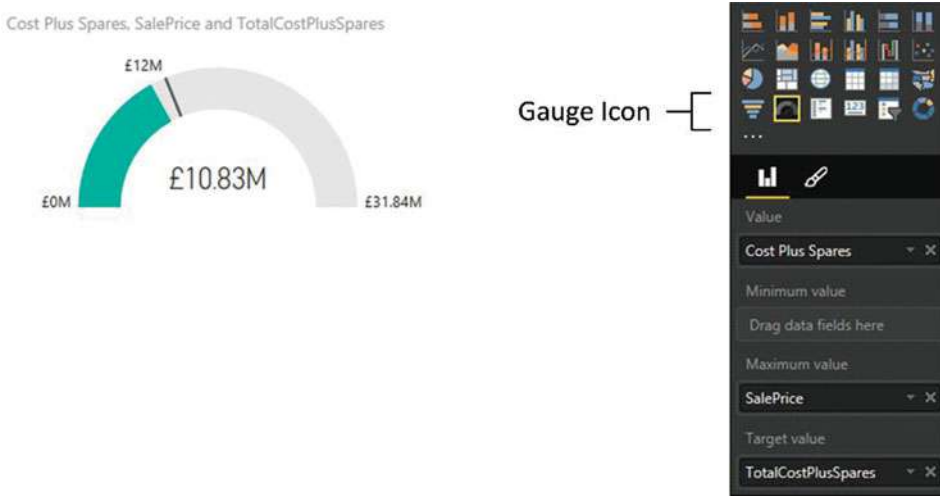 Cost Plus Spares, SalePrice and TotalCostPlusSpares
£12M
£10.83M
£0M
£31.84M
Gauge Icon
123
...
Value
Cost Plus Spares
Minimum value
Drag data fields here
Maximum value
SalePrice
Target value
TotalCostPlusSpares